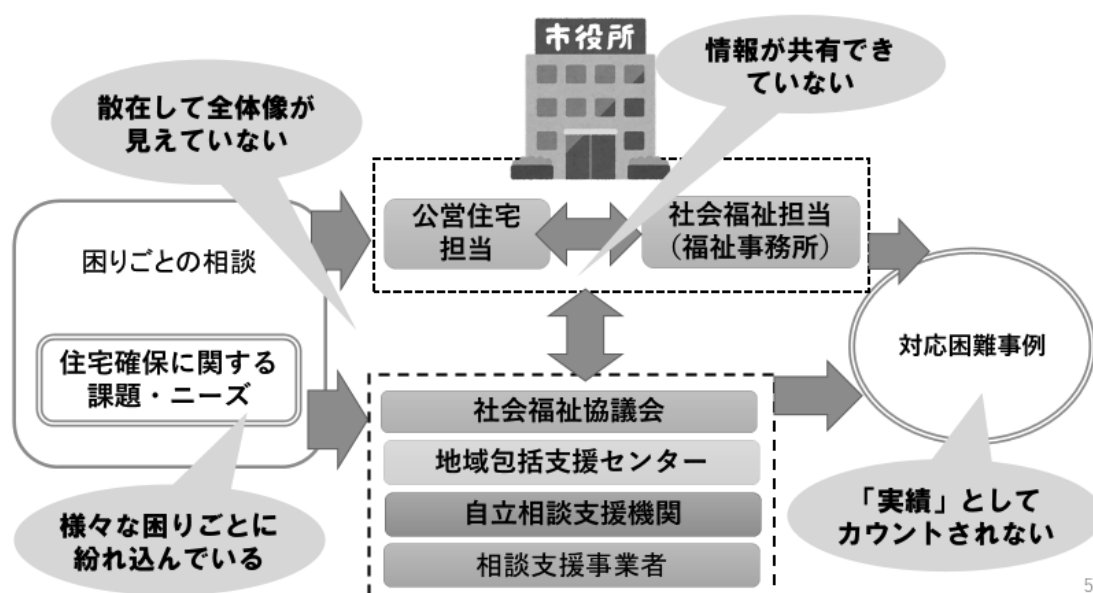 市役所
情報が共有でき
ていない
散在して全体像が
見えていない
公営住宅
担当
社会福祉担当
（福祉事務所）
困りごとの相談
住宅確保に関する
課題・ニーズ
対応困難事例
社会福祉協議会
地域包括支援センター
自立相談支援機関
相談支援事業者
様々な困りごとに
紛れ込んでいる
「実績」として
カウントされない
5